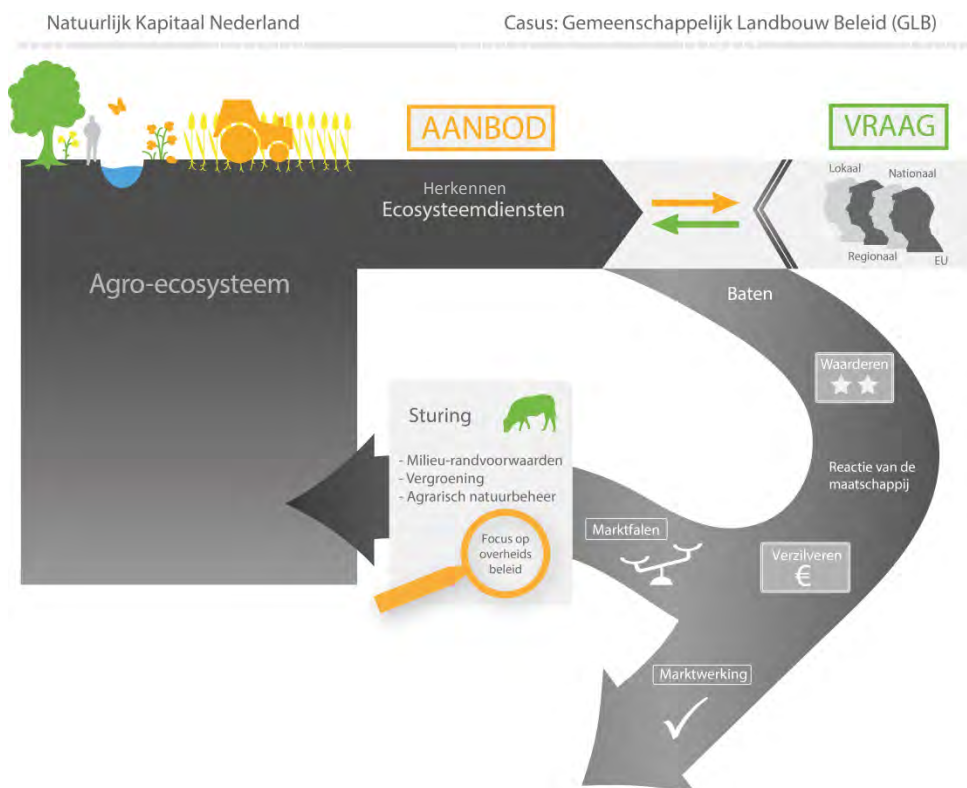 Natuurlijk Kapitaal Nederland
Casus: Gemeenschappelijk Landbouw Beleid (GLB)
AANBOD
VRAAG
Herkennen
Ecosysteemdiensten
Lokaal
Nationaal
Regionaal
EU
Agro-ecosysteem
Baten
Waarderen
Sturing
- Milieu-randvoorwaarden
- Vergroening
- Agrarisch natuurbeheer
Reactie van de
maatschappij
Focus op
overheids
beleid
Marktfalen
Verzilveren
€
Marktwerking